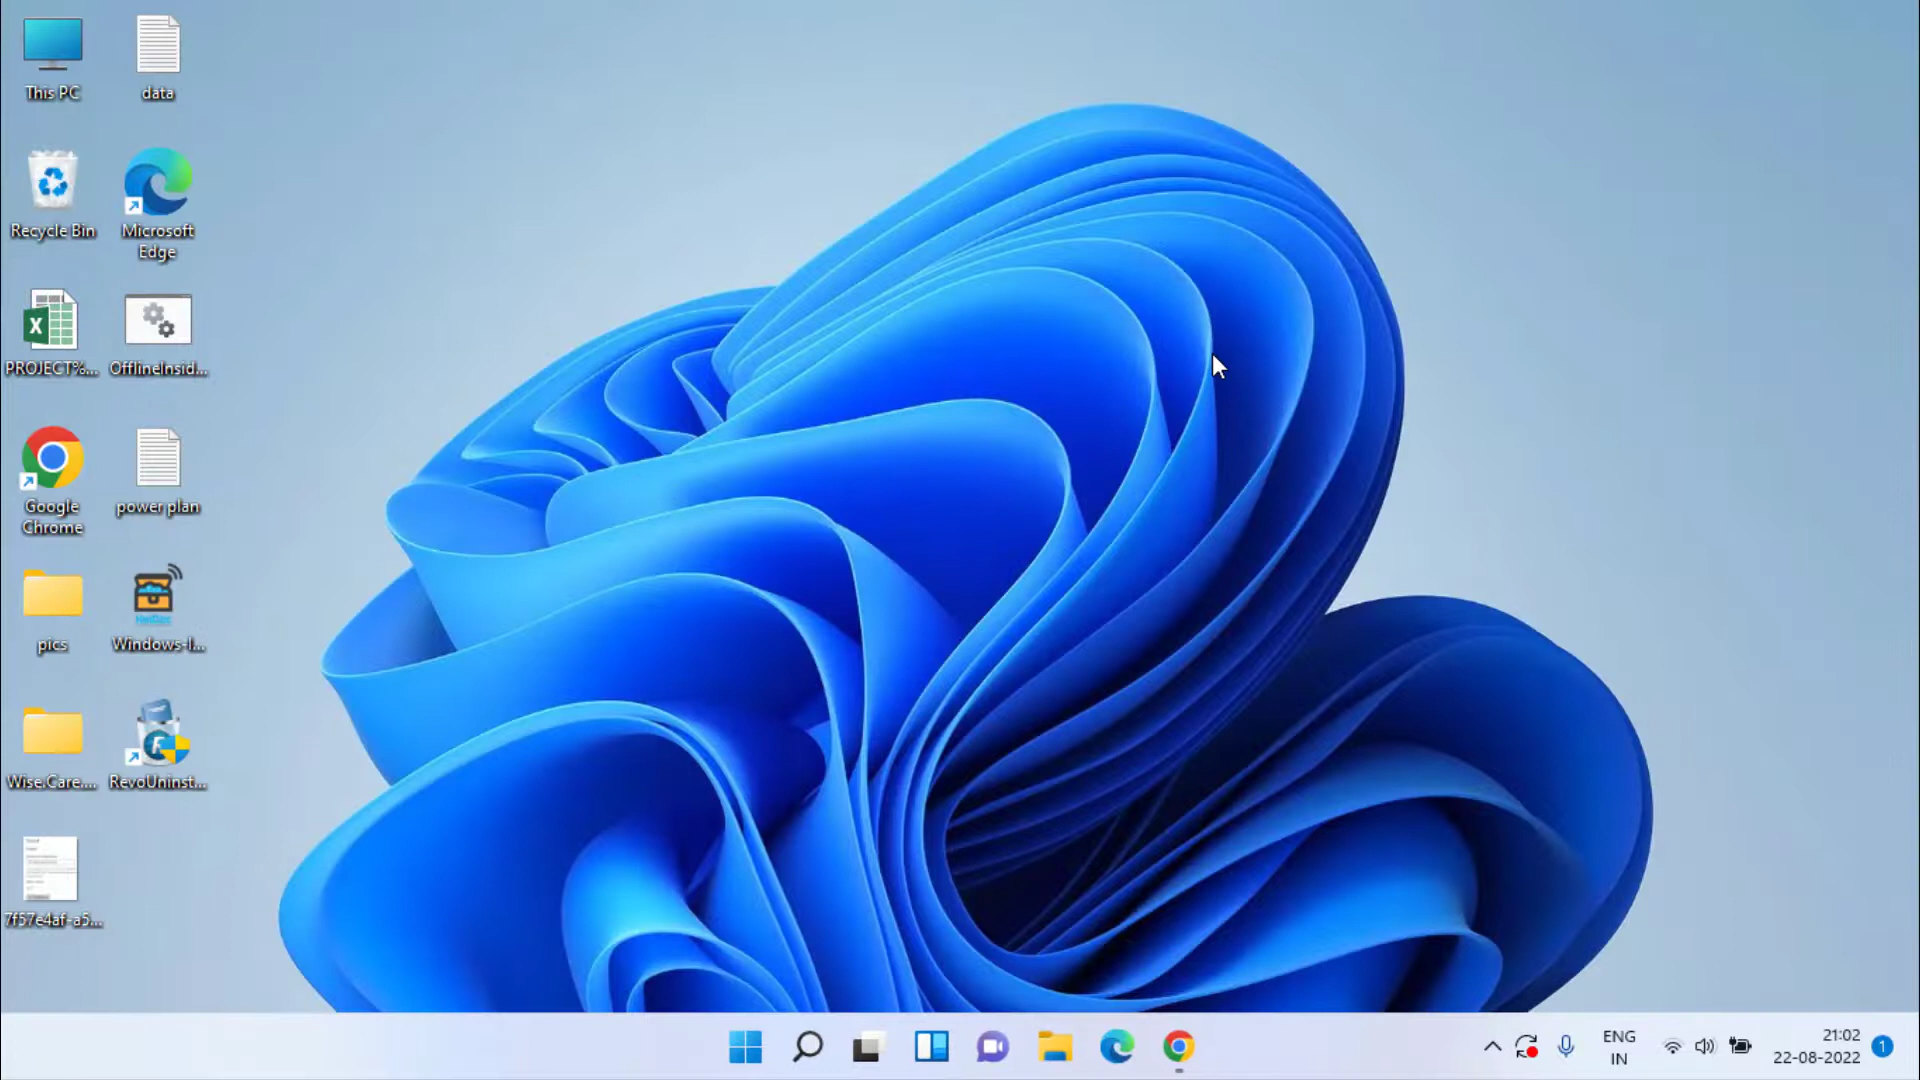 This PC
data
Recycle Bin
Microsoft
Edge
PROJECT%...
OfflineInsid...
Google
Chrome
power plan
pics
Windows-I...
Wise.Care....
RevoUninst...
7f57e4af-a5...
ENG
IN
21:02
22-08-2022
1